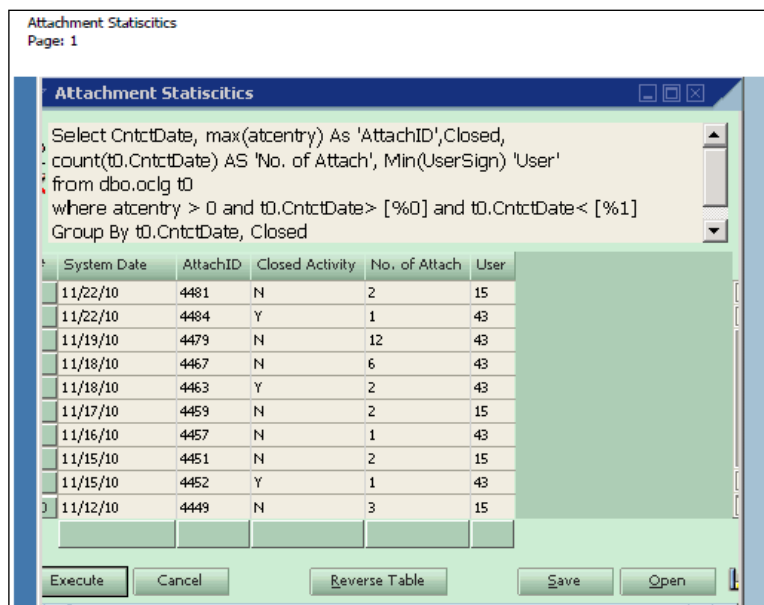 Attachment Statiscitics
Page: 1
Attachment Statiscitics
Select CntctDate, max(atcentry) As 'AttachID',Closed,
count(t0.CntctDate) AS 'No. of Attach', Min(UserSign) 'User'
from dbo.oclg t0
where atcentry > 0 and t0.CntctDate> [%0] and t0.CntctDate< [%1]
Group By t0.CntctDate, Closed
System Date AttachID Closed Activity No. of Attach User
11/22/10 4481 N 2 15
11/22/10 4484 Y 1 43
11/19/10 4479 N 12 43
11/18/10 4467 N 6 43
11/18/10 4463 Y 2 43
11/17/10 4459 N 2 15
11/16/10 4457 N 1 43
11/15/10 4451 N 2 15
11/15/10 4452 Y 1 43
11/12/10 4449 N 3 15
Execute Cancel Reverse Table Save Open